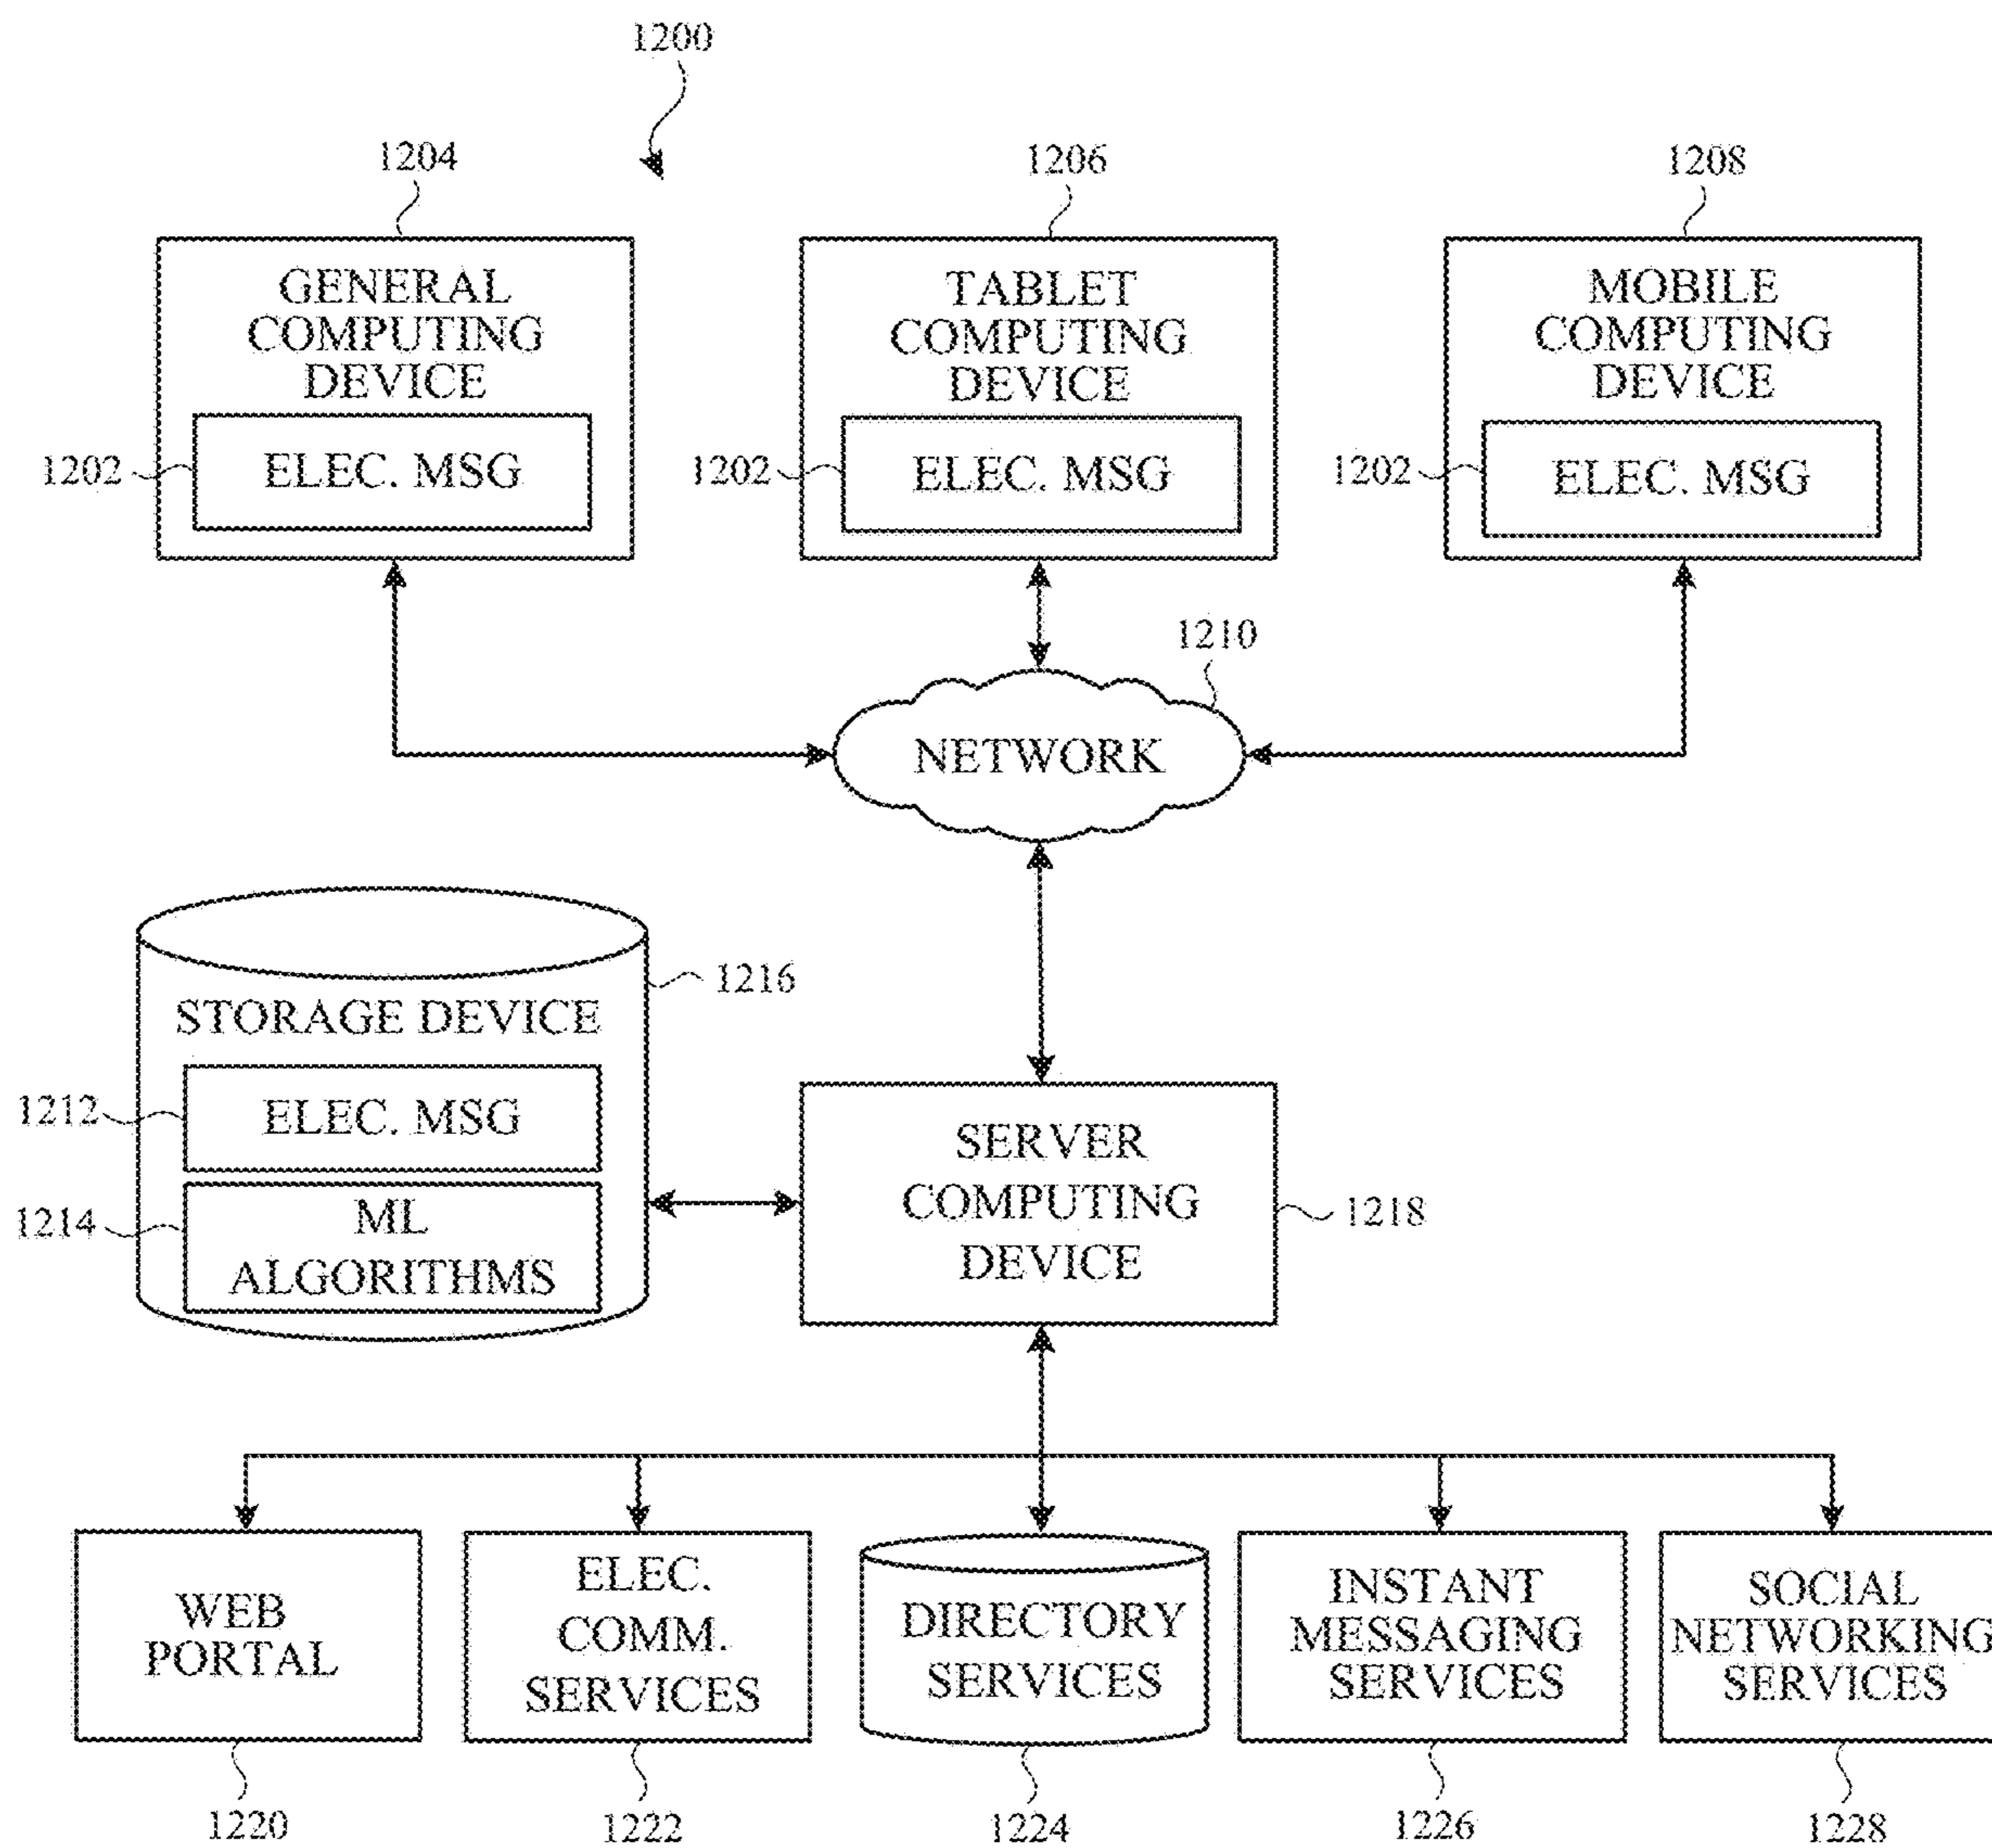 1200
1204
1206
1208
GENERAL
COMPUTING
DEVICE
TABLET
COMPUTING
DEVICE
MOBILE
COMPUTING
DEVICE
1202
ELEC. MSG
1202
ELEC. MSG
1202
ELEC. MSG
1210
NETWORK
1216
STORAGE DEVICE
1212
ELEC. MSG
1214
ML
ALGORITHMS
SERVER
COMPUTING
DEVICE
1218
WEB
PORTAL
ELEC.
COMM.
SERVICES
DIRECTORY
SERVICES
INSTANT
MESSAGING
SERVICES
SOCIAL
NETWORKING
SERVICES
1220
1222
1224
1226
1228